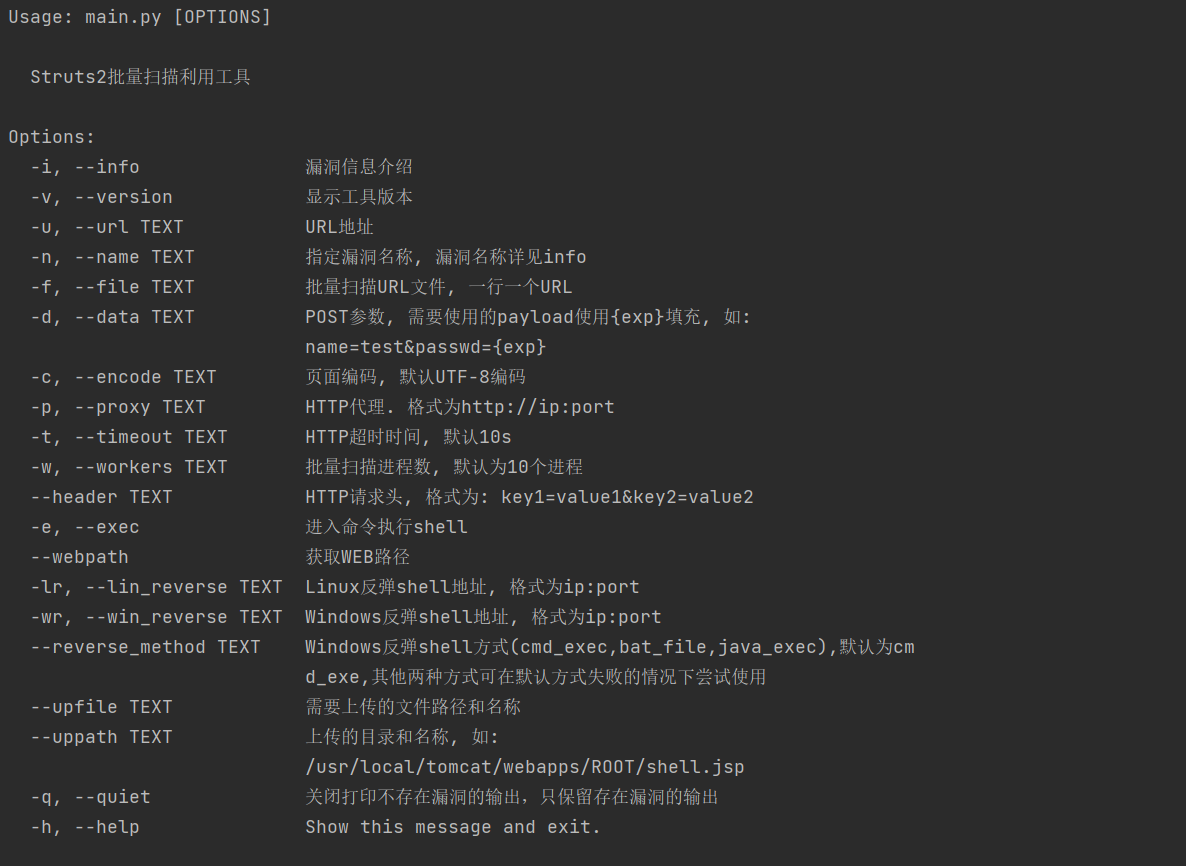 Usage: main.py [OPTIONS]
Struts2批量扫描利用工具
Options:
-i, --info 漏洞信息介绍
-v, --version 显示工具版本
-u, --url TEXT URL地址
-n, --name TEXT 指定漏洞名称, 漏洞名称详见info
-f, --file TEXT 批量扫描URL文件, 一行一个URL
-d, --data TEXT POST参数, 需要使用的payload使用{exp}填充, 如:
name=test&passwd={exp}
-c, --encode TEXT 页面编码, 默认UTF-8编码
-p, --proxy TEXT HTTP代理. 格式为http://ip:port
-t, --timeout TEXT HTTP超时时间, 默认10s
-w, --workers TEXT 批量扫描进程数, 默认为10个进程
--header TEXT HTTP请求头, 格式为: key1=value1&key2=value2
-e, --exec 进入命令执行shell
--webpath 获取WEB路径
-lr, --lin_reverse TEXT Linux反弹shell地址, 格式为ip:port
-wr, --win_reverse TEXT Windows反弹shell地址, 格式为ip:port
--reverse_method TEXT Windows反弹shell方式(cmd_exec,bat_file,java_exec),默认为cm
d_exe,其他两种方式可在默认方式失败的情况下尝试使用
--upfile TEXT 需要上传的文件路径和名称
--uppath TEXT 上传的目录和名称, 如:
/usr/local/tomcat/webapps/ROOT/shell.jsp
-q, --quiet 关闭打印不存在漏洞的输出，只保留存在漏洞的输出
-h, --help Show this message and exit.